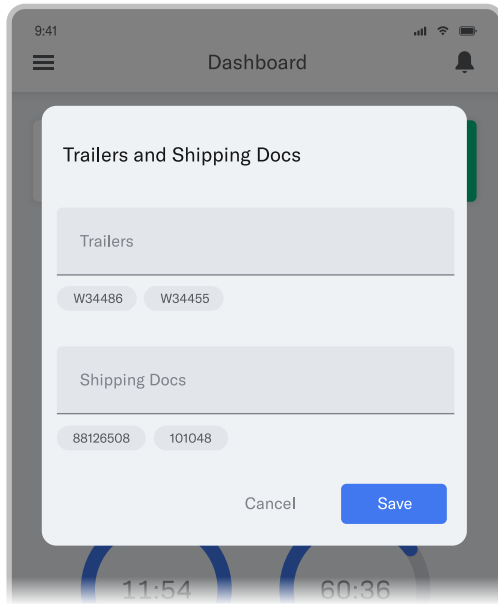 9:41
Dashboard
Trailers and Shipping Docs
Trailers
W34486 W34455
Shipping Docs
88126508 101048
Cancel Save
11:54 60:36